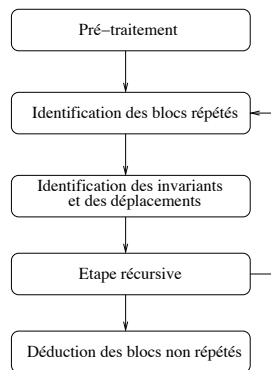 Pré–traitement
Identification des blocs répétés
Identification des invariants
et des déplacements
Etape récursive
Déduction des blocs non répétés